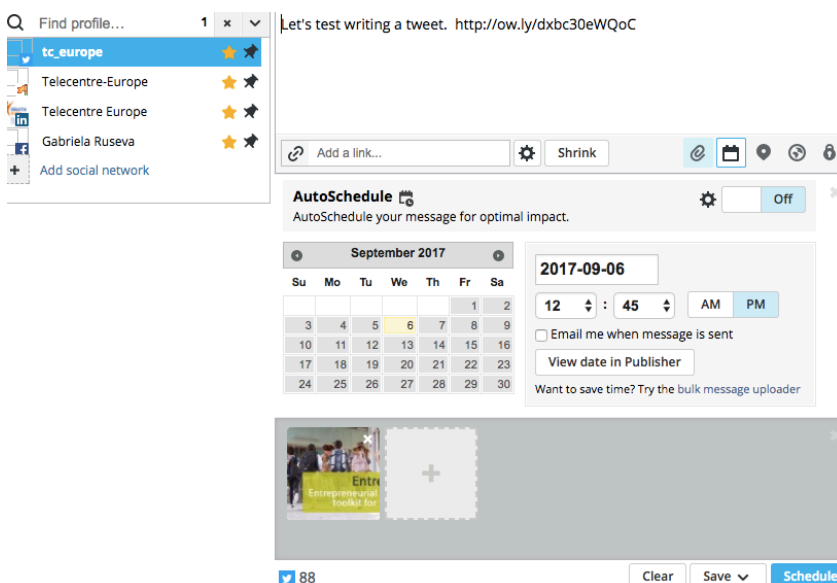 Find profile... 1
tc_europe
Telecentre-Europe
Telecentre Europe
Gabriela Ruseva
Add social network
Let's test writing a tweet. http://ow.ly/dxbc30eWQoC
Add a link...
Shrink
AutoSchedule
Off
AutoSchedule your message for optimal impact.
September 2017
Su Mo Tu We Th Fr Sa
1 2
3 4 5 6 7 8 9
10 11 12 13 14 15 16
17 18 19 20 21 22 23
24 25 26 27 28 29 30
2017-09-06
12 : 45 AM PM
Email me when message is sent
View date in Publisher
Want to save time? Try the bulk message uploader
Entre
Entrepreneurial
toolkit for
88
Clear Save Schedule